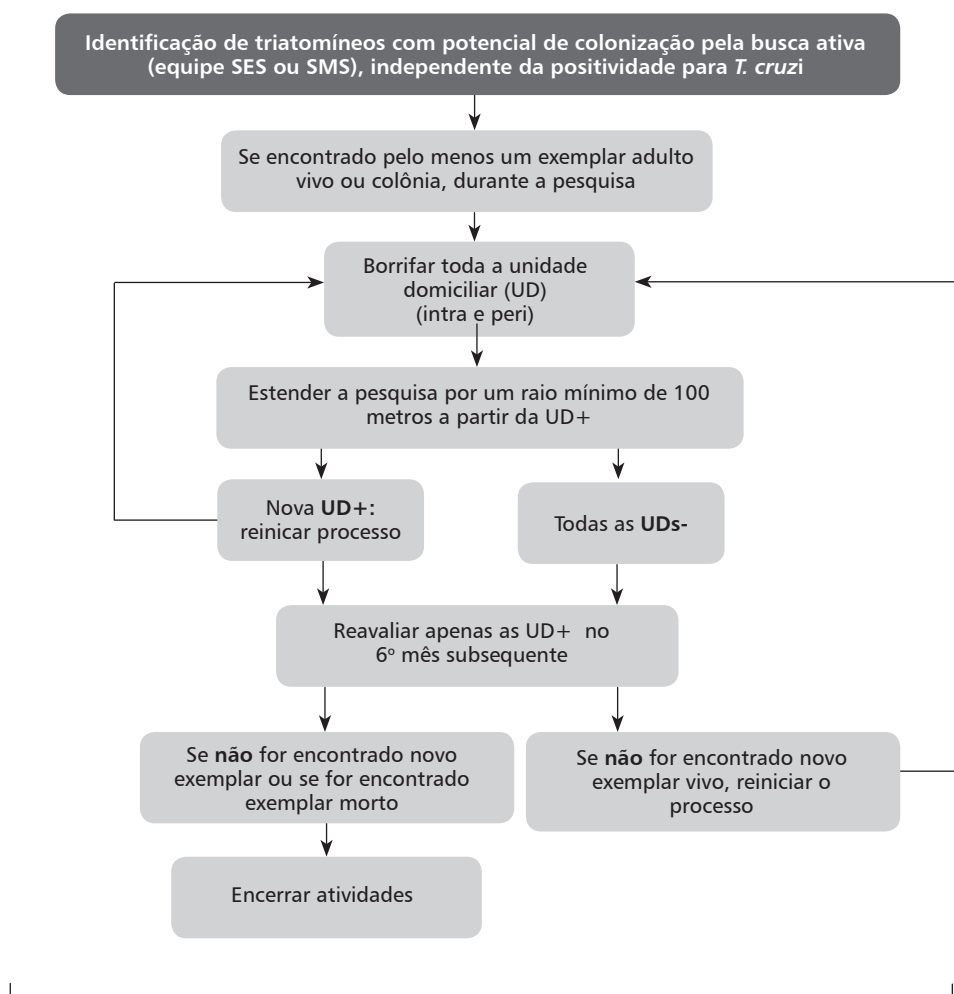 Identificação de triatomíneos com potencial de colonização pela busca ativa
(equipe SES ou SMS), independente da positividade para T. cruzi
Se encontrado pelo menos um exemplar adulto
vivo ou colônia, durante a pesquisa
Borrifar toda a unidade
domiciliar (UD)
(intra e peri)
Estender a pesquisa por um raio mínimo de 100
metros a partir da UD+
Nova UD+:
reinicar processo
Todas as UDs-
Reavaliar apenas as UD+ no
6º mês subsequente
Se não for encontrado novo
exemplar ou se for encontrado
exemplar morto
Se não for encontrado novo
exemplar vivo, reiniciar o
processo
Encerrar atividades